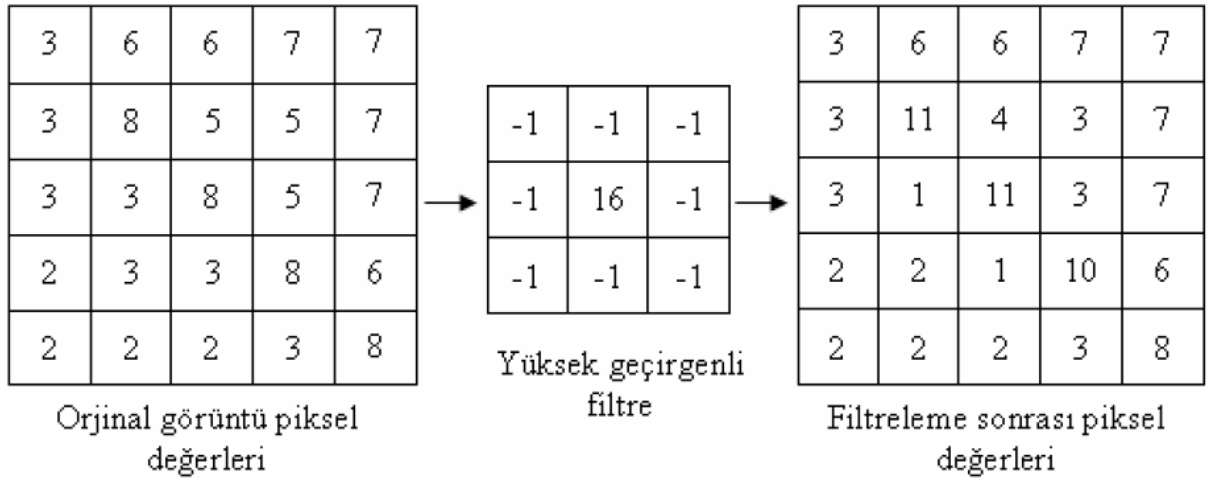 3 6 6 7 7
3 8 5 5 7
3 3 8 5 7
2 3 3 8 6
2 2 2 3 8
Orjinal görüntü piksel
değerleri
-1 -1 -1
-1 16 -1
-1 -1 -1
Yüksek geçirgenli
filtre
3 6 6 7 7
3 11 4 3 7
3 1 11 3 7
2 2 1 10 6
2 2 2 3 8
Filtreleme sonrası piksel
değerleri